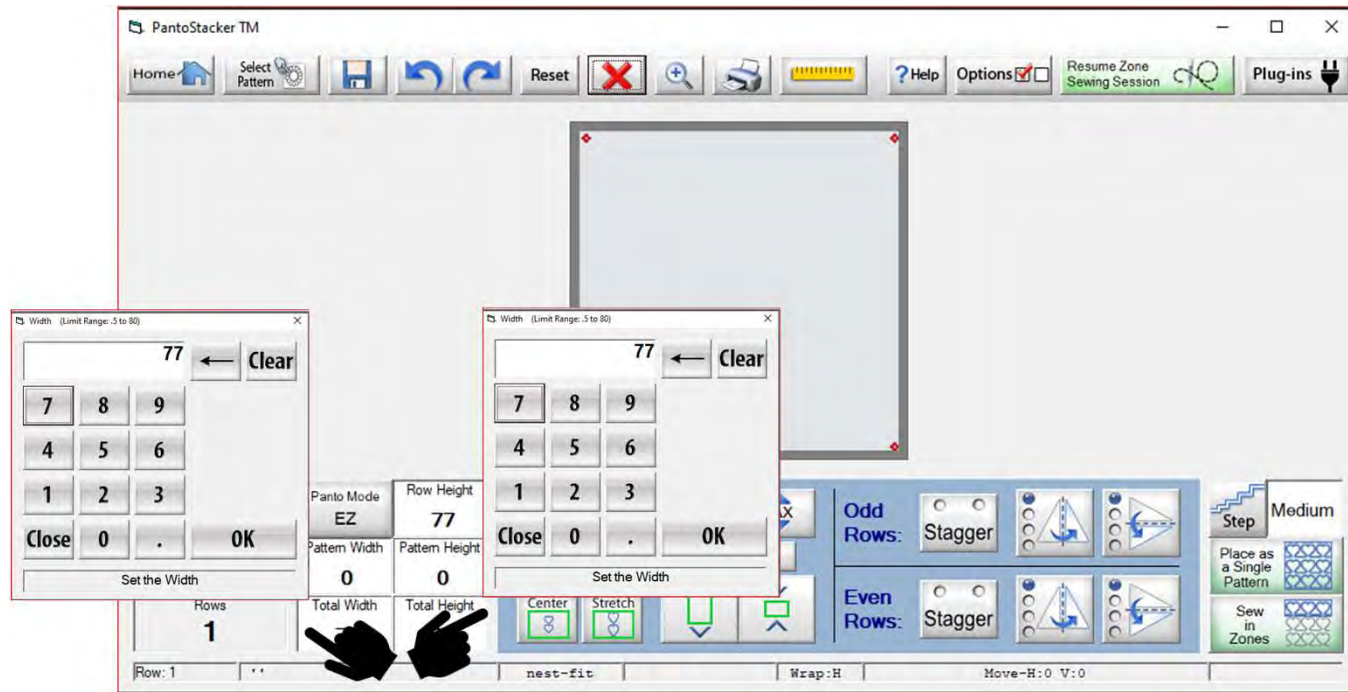 PantoStacker TM
Home
Select
Pattern
Reset
?Help
Options
Resume Zone
Sewing Session
Plug-ins
Width (Limit Range: .5 to 80)
77
← Clear
7 8 9
4 5 6
1 2 3
Close 0 . OK
Set the Width
Width (Limit Range: .5 to 80)
77
← Clear
7 8 9
4 5 6
1 2 3
Close 0 . OK
Set the Width
Panto Mode
EZ
Row Height
77
Pattern Width
0
Pattern Height
0
Rows
1
Total Width
Total Height
Center
Stretch
Odd
Rows:
Stagger
Even
Rows:
Stagger
Step
Medium
Place as
a Single
Pattern
Sew
in
Zones
Row: 1
''
nest-fit
Wrap:H
Move-H:0 V:0